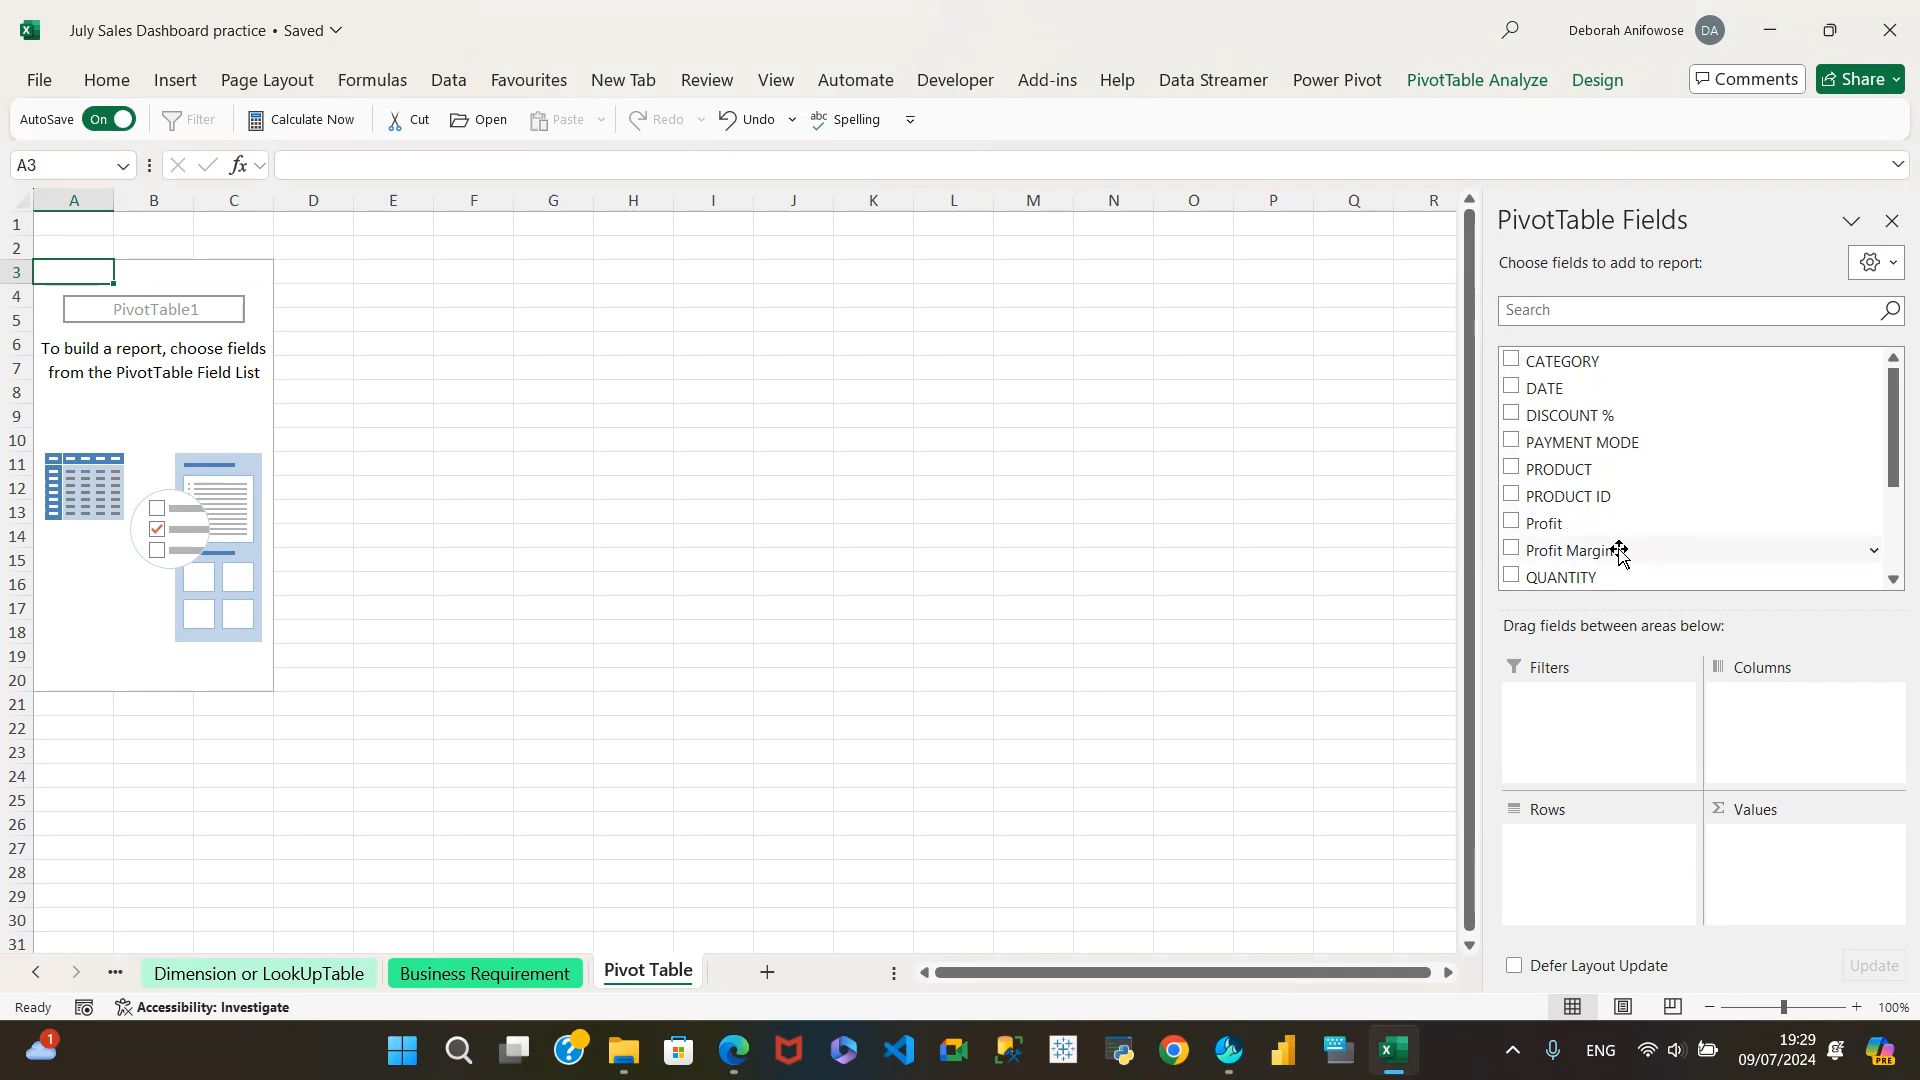 July Sales Dashboard practice • Saved
Deborah Anifowose DA
File Home Insert Page Layout Formulas Data Favourites New Tab Review View Automate Developer Add-ins Help Data Streamer Power Pivot PivotTable Analyze Design Comments Share
AutoSave On Filter Calculate Now Cut Open Paste Redo Undo abc Spelling
A3 fx
A B C D E F G H I J K L M N O P Q R
1
2
3
4
5
6
7
8
9
10
11
12
13
14
15
16
17
18
19
20
21
22
23
24
25
26
27
28
29
30
31
PivotTable1
To build a report, choose fields
from the PivotTable Field List
PivotTable Fields
Choose fields to add to report:
Search
CATEGORY
DATE
DISCOUNT %
PAYMENT MODE
PRODUCT
PRODUCT ID
Profit
Profit Margin
QUANTITY
Drag fields between areas below:
Filters Columns
Rows Σ Values
Defer Layout Update Update
Dimension or LookUpTable Business Requirement Pivot Table
Ready Accessibility: Investigate 100%
1 ENG 19:29
09/07/2024
PRE